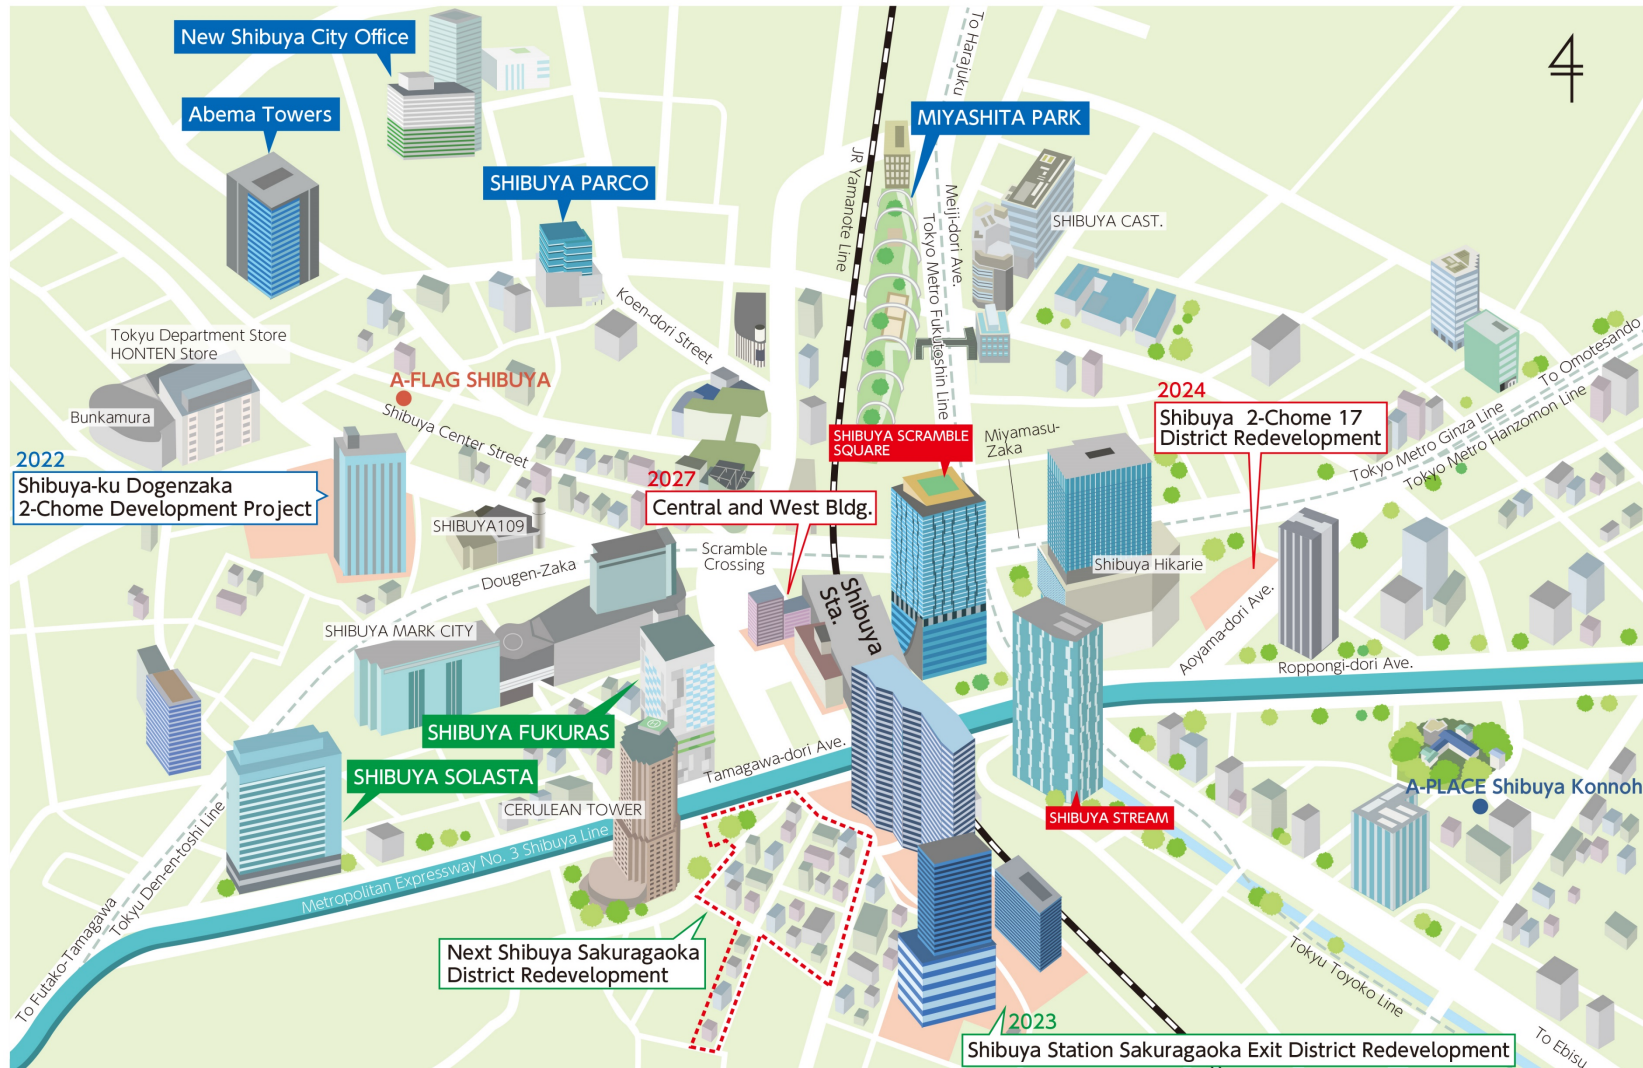 New Shibuya City Office
Abema Towers
SHIBUYA PARCO
MIYASHITA PARK
To Harajuku
JR Yamanote Line
Meiji-dori Ave.
Tokyo Metro Fukutoshin Line
SHIBUYA CAST.
Koen-dori Street
Tokyu Department Store
HONTEN Store
Bunkamura
A-FLAG SHIBUYA
Shibuya Center Street
To Omotesando
Tokyo Metro Ginza Line
Tokyo Metro Hanzomon Line
2024
Shibuya 2-Chome 17
District Redevelopment
SHIBUYA SCRAMBLE
SQUARE
Miyamasu-
Zaka
2022
Shibuya-ku Dogenzaka
2-Chome Development Project
2027
Central and West Bldg.
SHIBUYA109
Scramble
Crossing
Dougen-Zaka
Shibuya Hikarie
Shibuya
Sta.
Aoyama-dori Ave.
Roppongi-dori Ave.
SHIBUYA MARK CITY
SHIBUYA FUKURAS
SHIBUYA SOLASTA
Tamagawa-dori Ave.
CERULEAN TOWER
A-PLACE Shibuya Konnoh
SHIBUYA STREAM
Metropolitan Expressway No. 3 Shibuya Line
Tokyu Den-en-toshi Line
To Futako-Tamagawa
Next Shibuya Sakuragaoka
District Redevelopment
Tokyu Toyoko Line
To Ebisu
2023
Shibuya Station Sakuragaoka Exit District Redevelopment